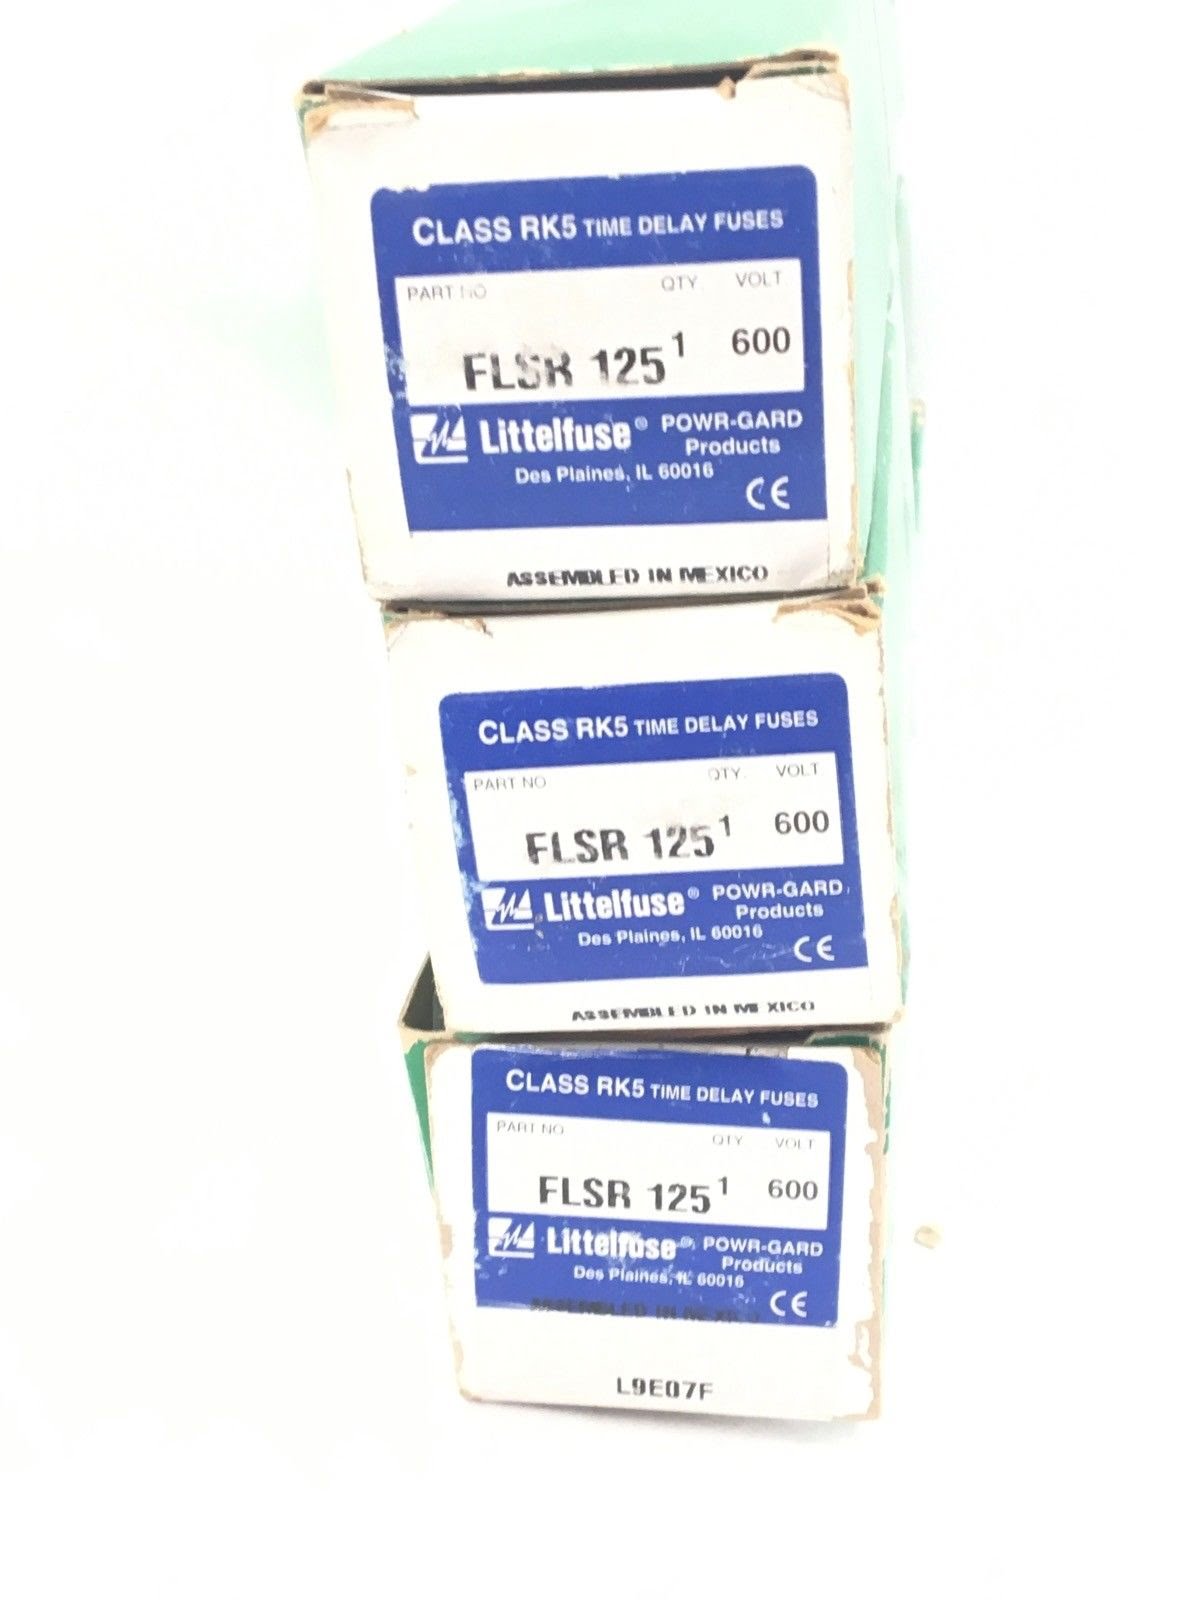 CLASS RK5 TIME DELAY FUSES
PART NO QTY. VOLT
FLSR 125 1 600
Littelfuse® POWR-GARD
Products
Des Plaines, IL 60016
CE
ASSEMBLED IN MEXICO
CLASS RK5 TIME DELAY FUSES
PART NO QTY. VOLT
FLSR 125 1 600
Littelfuse® POWR-GARD
Products
Des Plaines, IL 60016
CE
ASSEMBLED IN MEXICO
CLASS RK5 TIME DELAY FUSES
PART NO QTY VOLT
FLSR 125 1 600
Littelfuse® POWR-GARD
Products
Des Plaines, IL 60016
CE
ASSEMBLED IN MEXICO
L9E07F